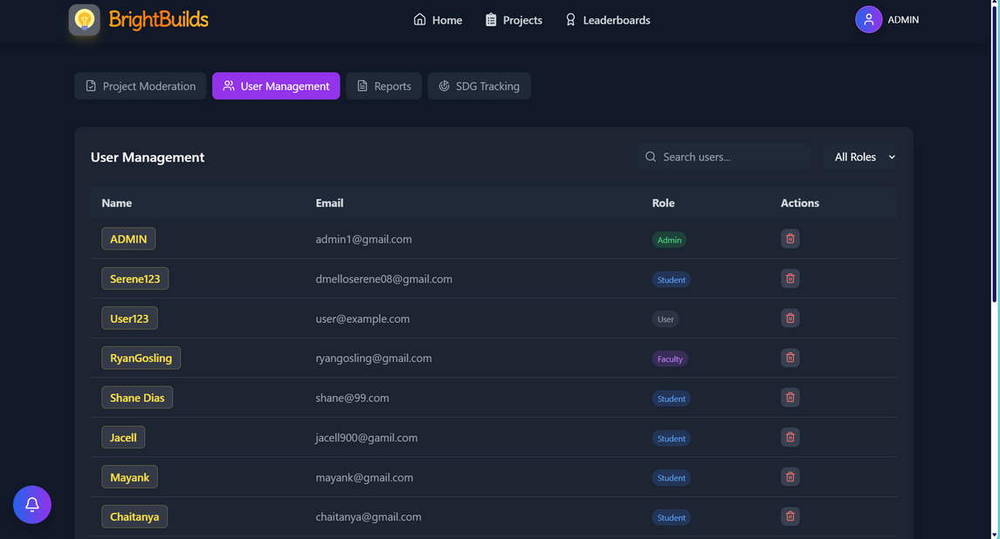 BrightBuilds Home Projects Leaderboards ADMIN
Project Moderation User Management Reports SDG Tracking
User Management Search users... All Roles
Name Email Role Actions
ADMIN admin1@gmail.com Admin
Serene123 dmelloserene08@gmail.com Student
User123 user@example.com User
RyanGosling ryangosling@gmail.com Faculty
Shane Dias shane@99.com Student
Jacell jacell900@gamil.com Student
Mayank mayank@gmail.com Student
Chaitanya chaitanya@gmail.com Student